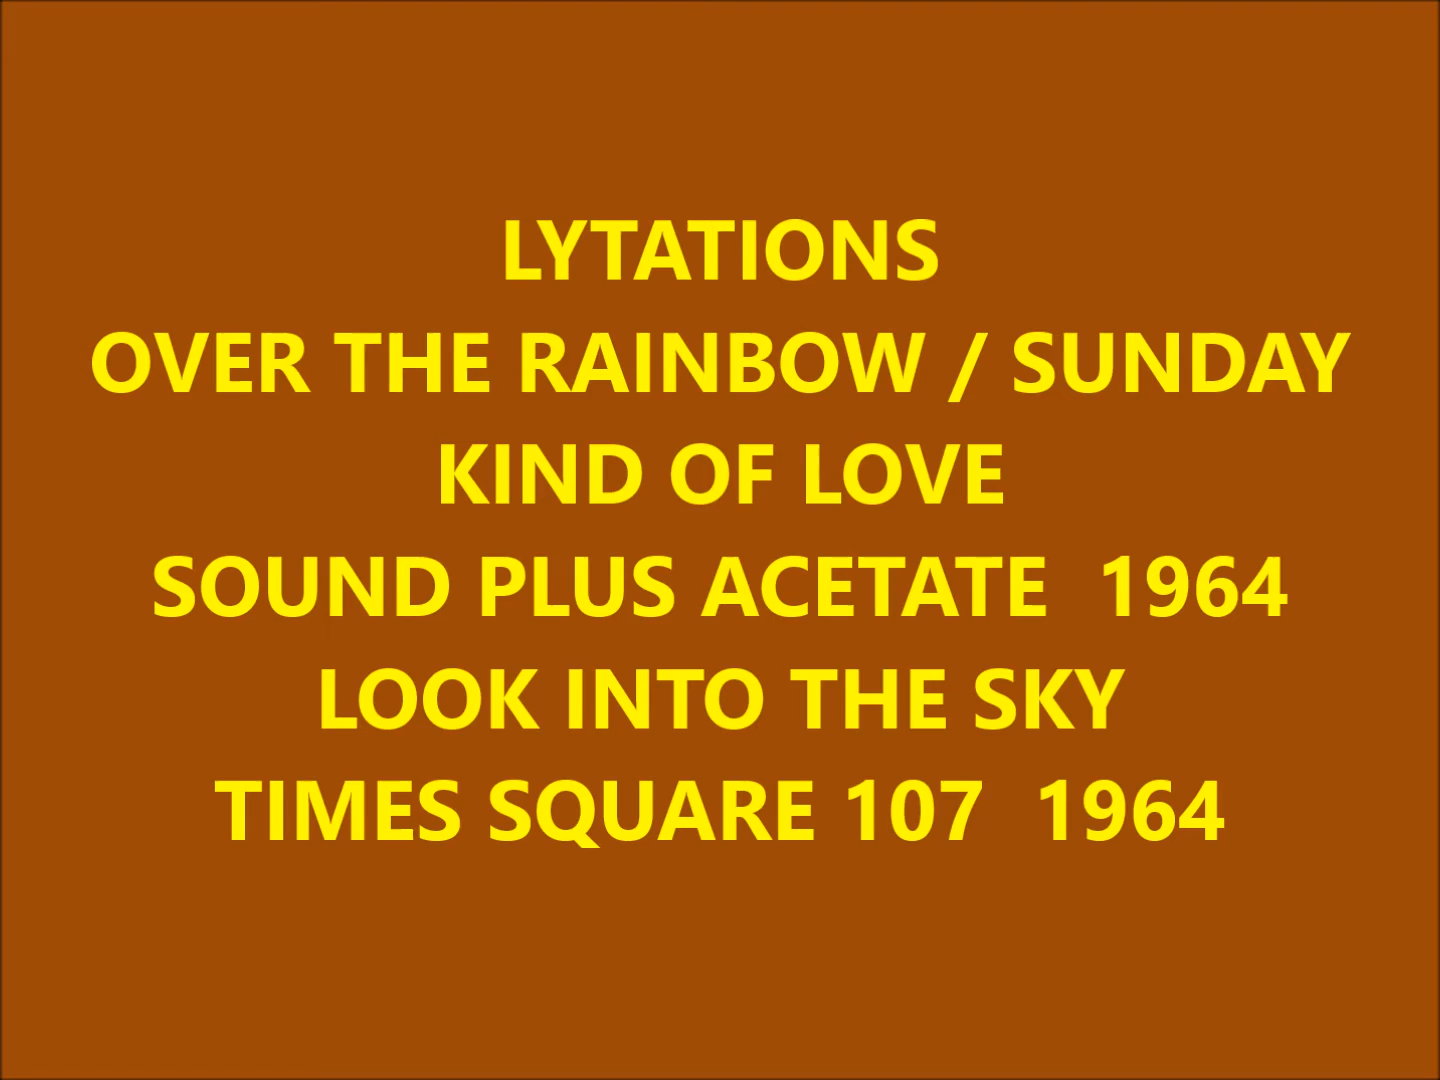 LYTATIONS
OVER THE RAINBOW / SUNDAY
KIND OF LOVE
SOUND PLUS ACETATE  1964
LOOK INTO THE SKY
TIMES SQUARE 107  1964